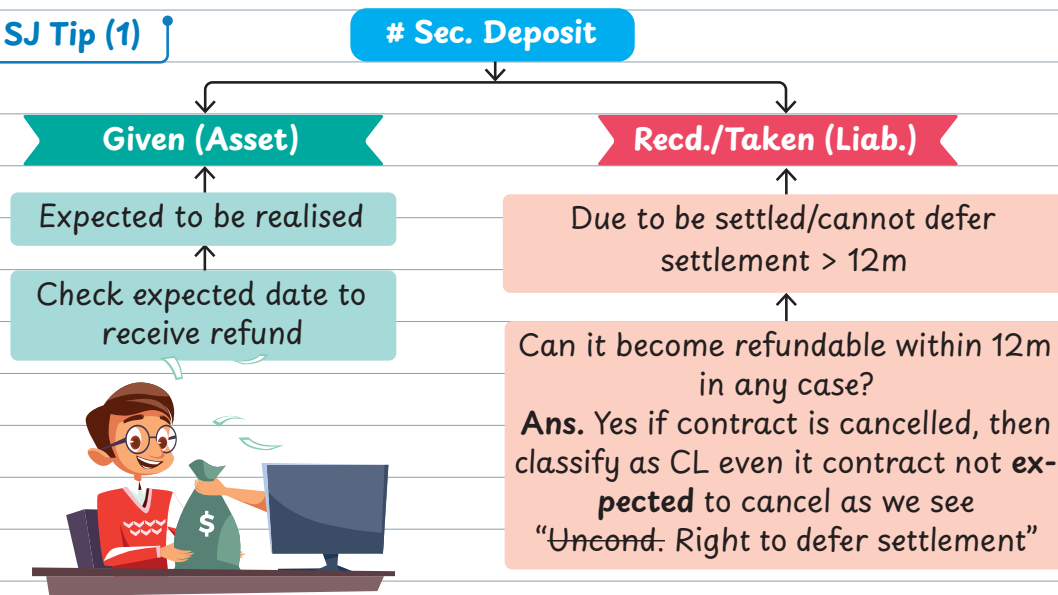 SJ Tip (1)
# Sec. Deposit
Given (Asset)
Expected to be realised
Check expected date to
receive refund
$
Recd./Taken (Liab.)
Due to be settled/cannot defer
settlement > 12m
Can it become refundable within 12m
in any case?
Ans. Yes if contract is cancelled, then
classify as CL even it contract not ex-
pected to cancel as we see
“Uncond. Right to defer settlement”